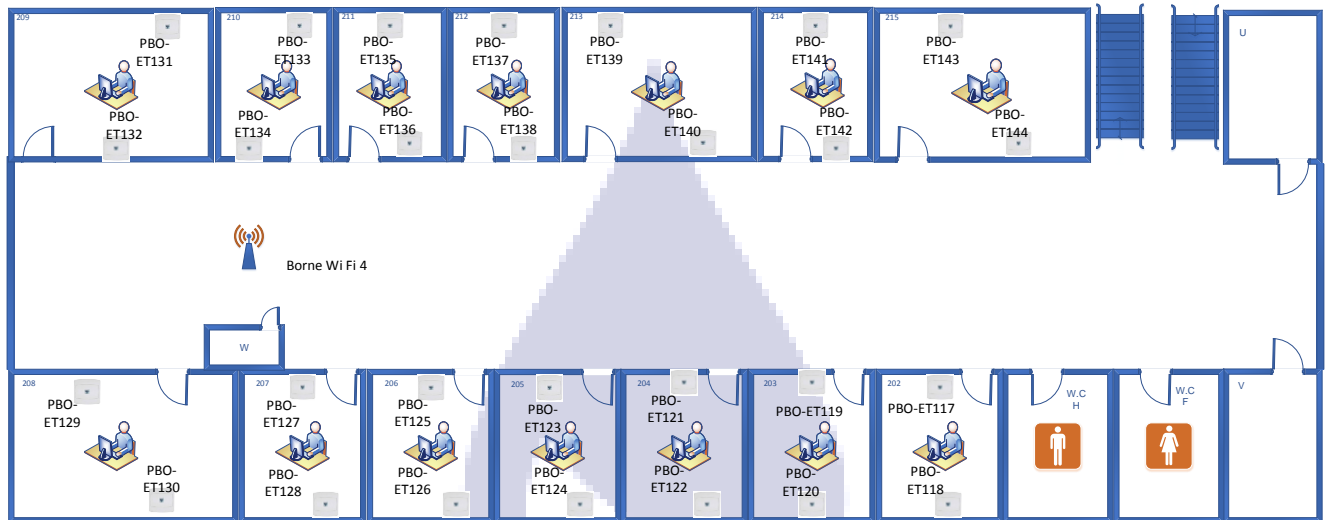 209
PBO-
ET131
PBO-
ET132
210
PBO-
ET133
PBO-
ET134
211
PBO-
ET135
PBO-
ET136
212
PBO-
ET137
PBO-
ET138
213
PBO-
ET139
PBO-
ET140
214
PBO-
ET141
PBO-
ET142
215
PBO-
ET143
PBO-
ET144
U
Borne Wi Fi 4
W
208
PBO-
ET129
PBO-
ET130
207
PBO-
ET127
PBO-
ET128
206
PBO-
ET125
PBO-
ET126
205
PBO-
ET123
PBO-
ET124
204
PBO-
ET121
PBO-
ET122
203
PBO-ET119
PBO-
ET120
202
PBO-ET117
PBO-
ET118
W.C
H
W.C
F
V